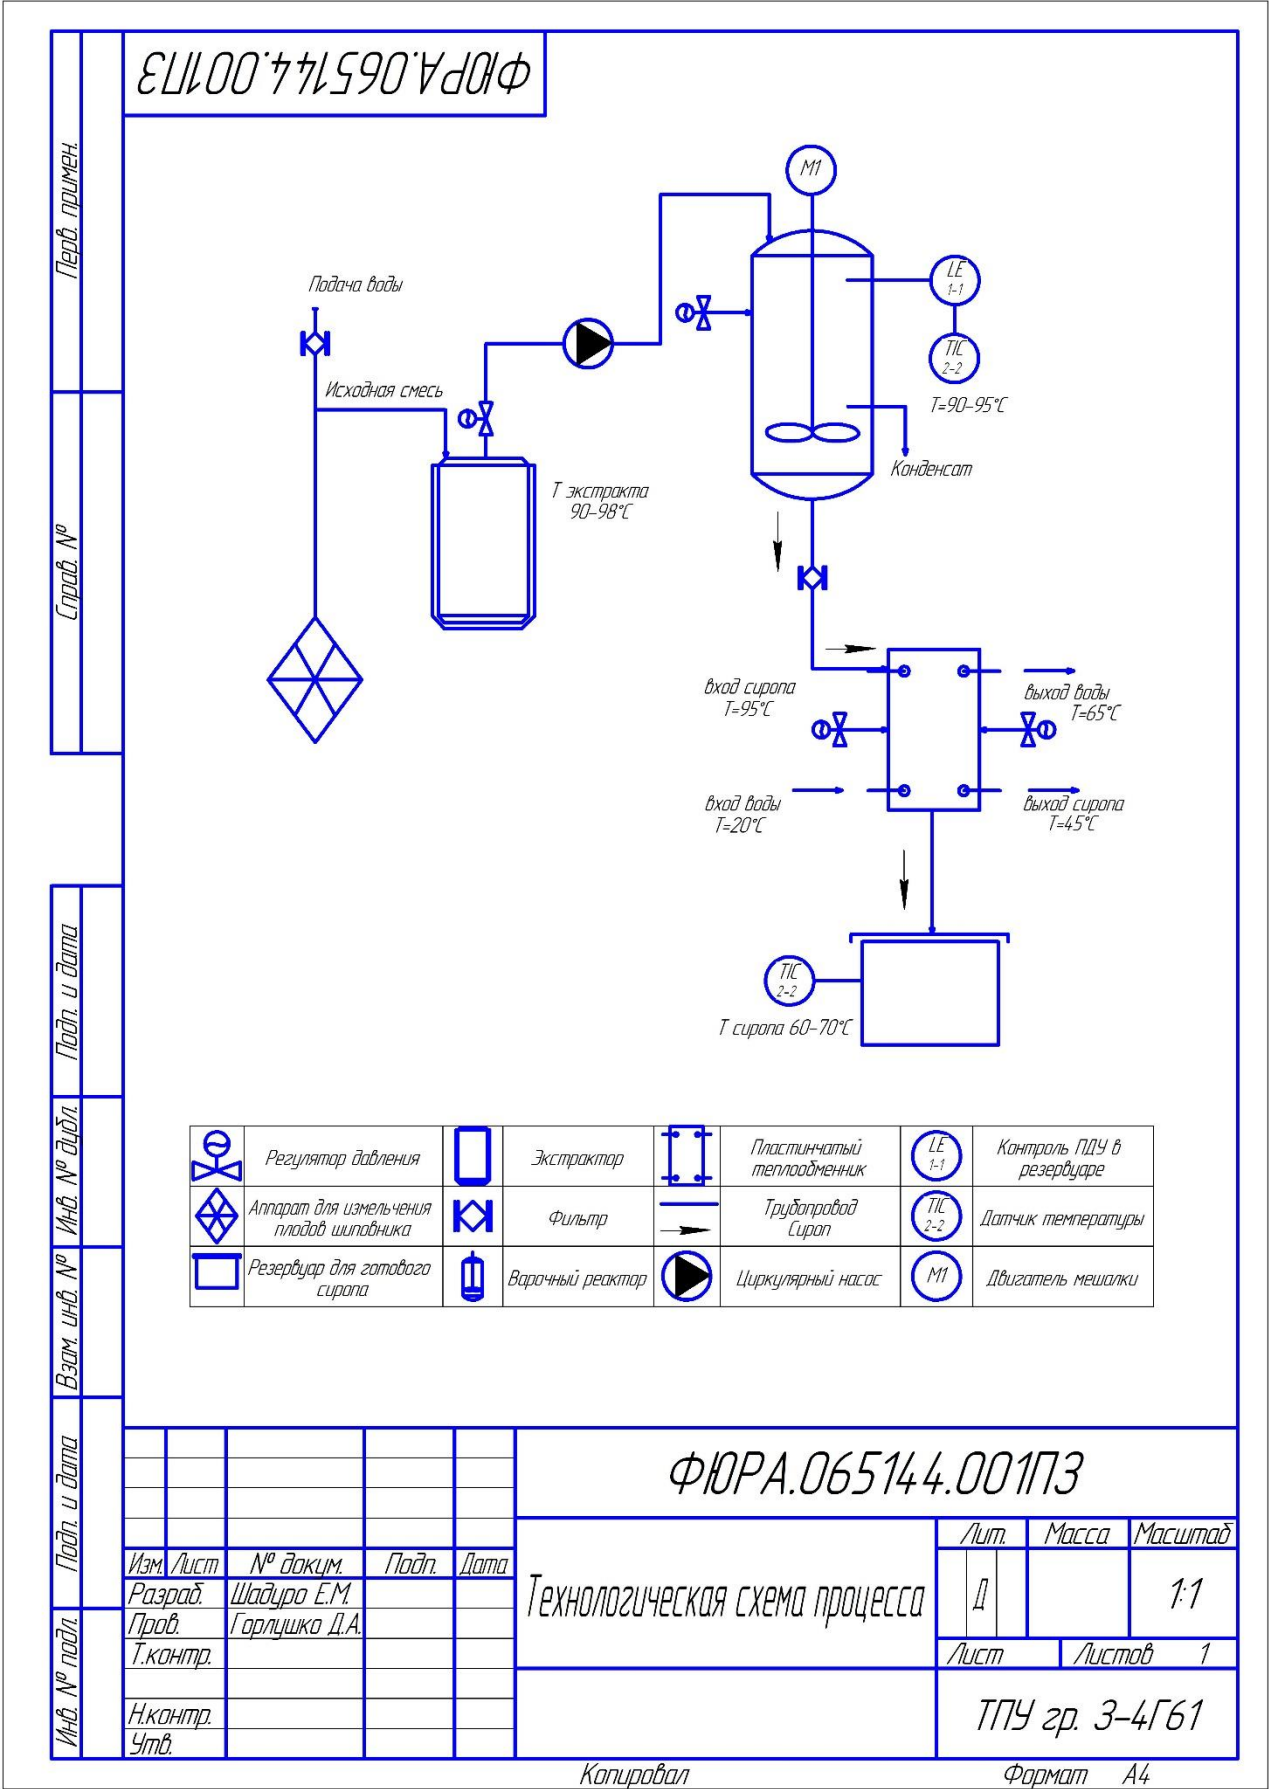 ФЮРА.065144.001ПЗ
Перв. примен.
Справ. №
Подп. и дата
Инв. № дубл.
Взам. инв. №
Подп. и дата
Инв. № подл.
М1
Подача воды
LE
1-1
TIC
2-2
T=90-95°C
Исходная смесь
Конденсат
Т экстракта
90-98°C
вход сиропа
T=95°C
выход воды
T=65°C
вход воды
T=20°C
выход сиропа
T=45°C
TIC
2-2
Т сиропа 60-70°C
Регулятор давления
Экстрактор
Пластинчатый
теплообменник
LE
1-1
Контроль ПДУ в
резервуаре
Аппарат для измельчения
плодов шиповника
Фильтр
Трубопровод
Сироп
TIC
2-2
Датчик температуры
Резервуар для готового
сиропа
Варочный реактор
Циркулярный насос
М1
Двигатель мешалки
ФЮРА.065144.001ПЗ
Лит. Масса Масштаб
Изм. Лист № докум. Подп. Дата
Разраб. Шадуро Е.М.
Пров. Горлушко Д.А.
Т.контр.
Н.контр.
Утв.
Технологическая схема процесса
Д 1:1
Лист Листов 1
ТПУ гр. З-4Г61
Копировал Формат А4